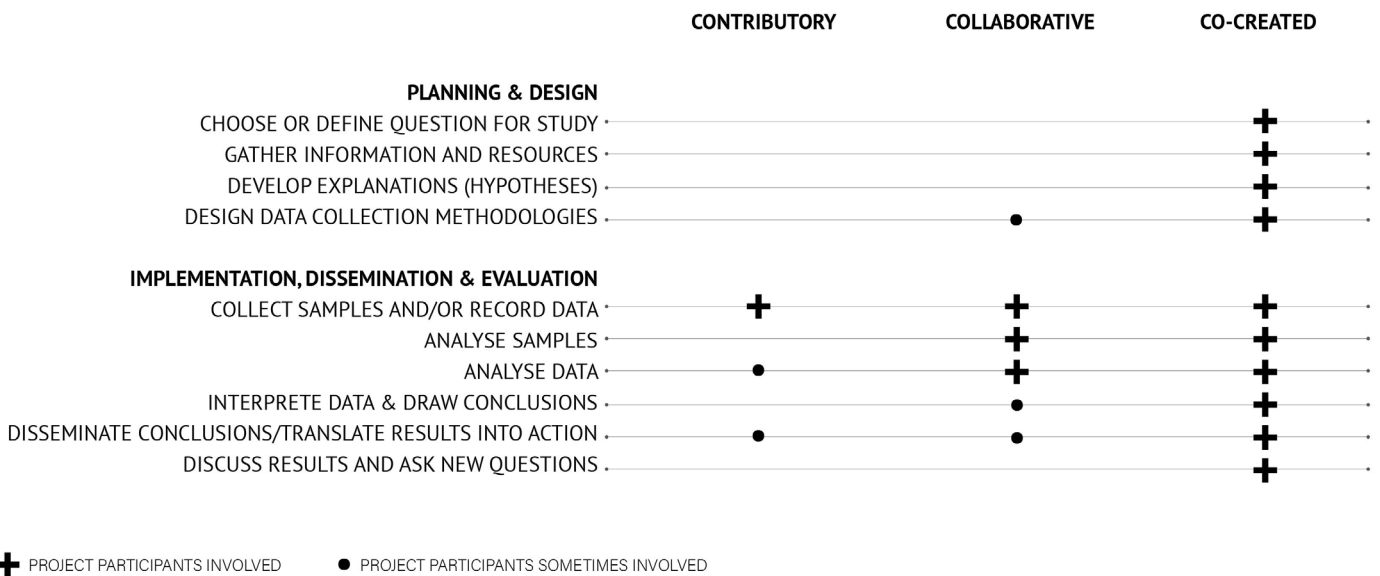 CONTRIBUTORY COLLABORATIVE CO-CREATED
PLANNING & DESIGN
CHOOSE OR DEFINE QUESTION FOR STUDY
GATHER INFORMATION AND RESOURCES
DEVELOP EXPLANATIONS (HYPOTHESES)
DESIGN DATA COLLECTION METHODOLOGIES
IMPLEMENTATION, DISSEMINATION & EVALUATION
COLLECT SAMPLES AND/OR RECORD DATA
ANALYSE SAMPLES
ANALYSE DATA
INTERPRETE DATA & DRAW CONCLUSIONS
DISSEMINATE CONCLUSIONS/TRANSLATE RESULTS INTO ACTION
DISCUSS RESULTS AND ASK NEW QUESTIONS
PROJECT PARTICIPANTS INVOLVED PROJECT PARTICIPANTS SOMETIMES INVOLVED